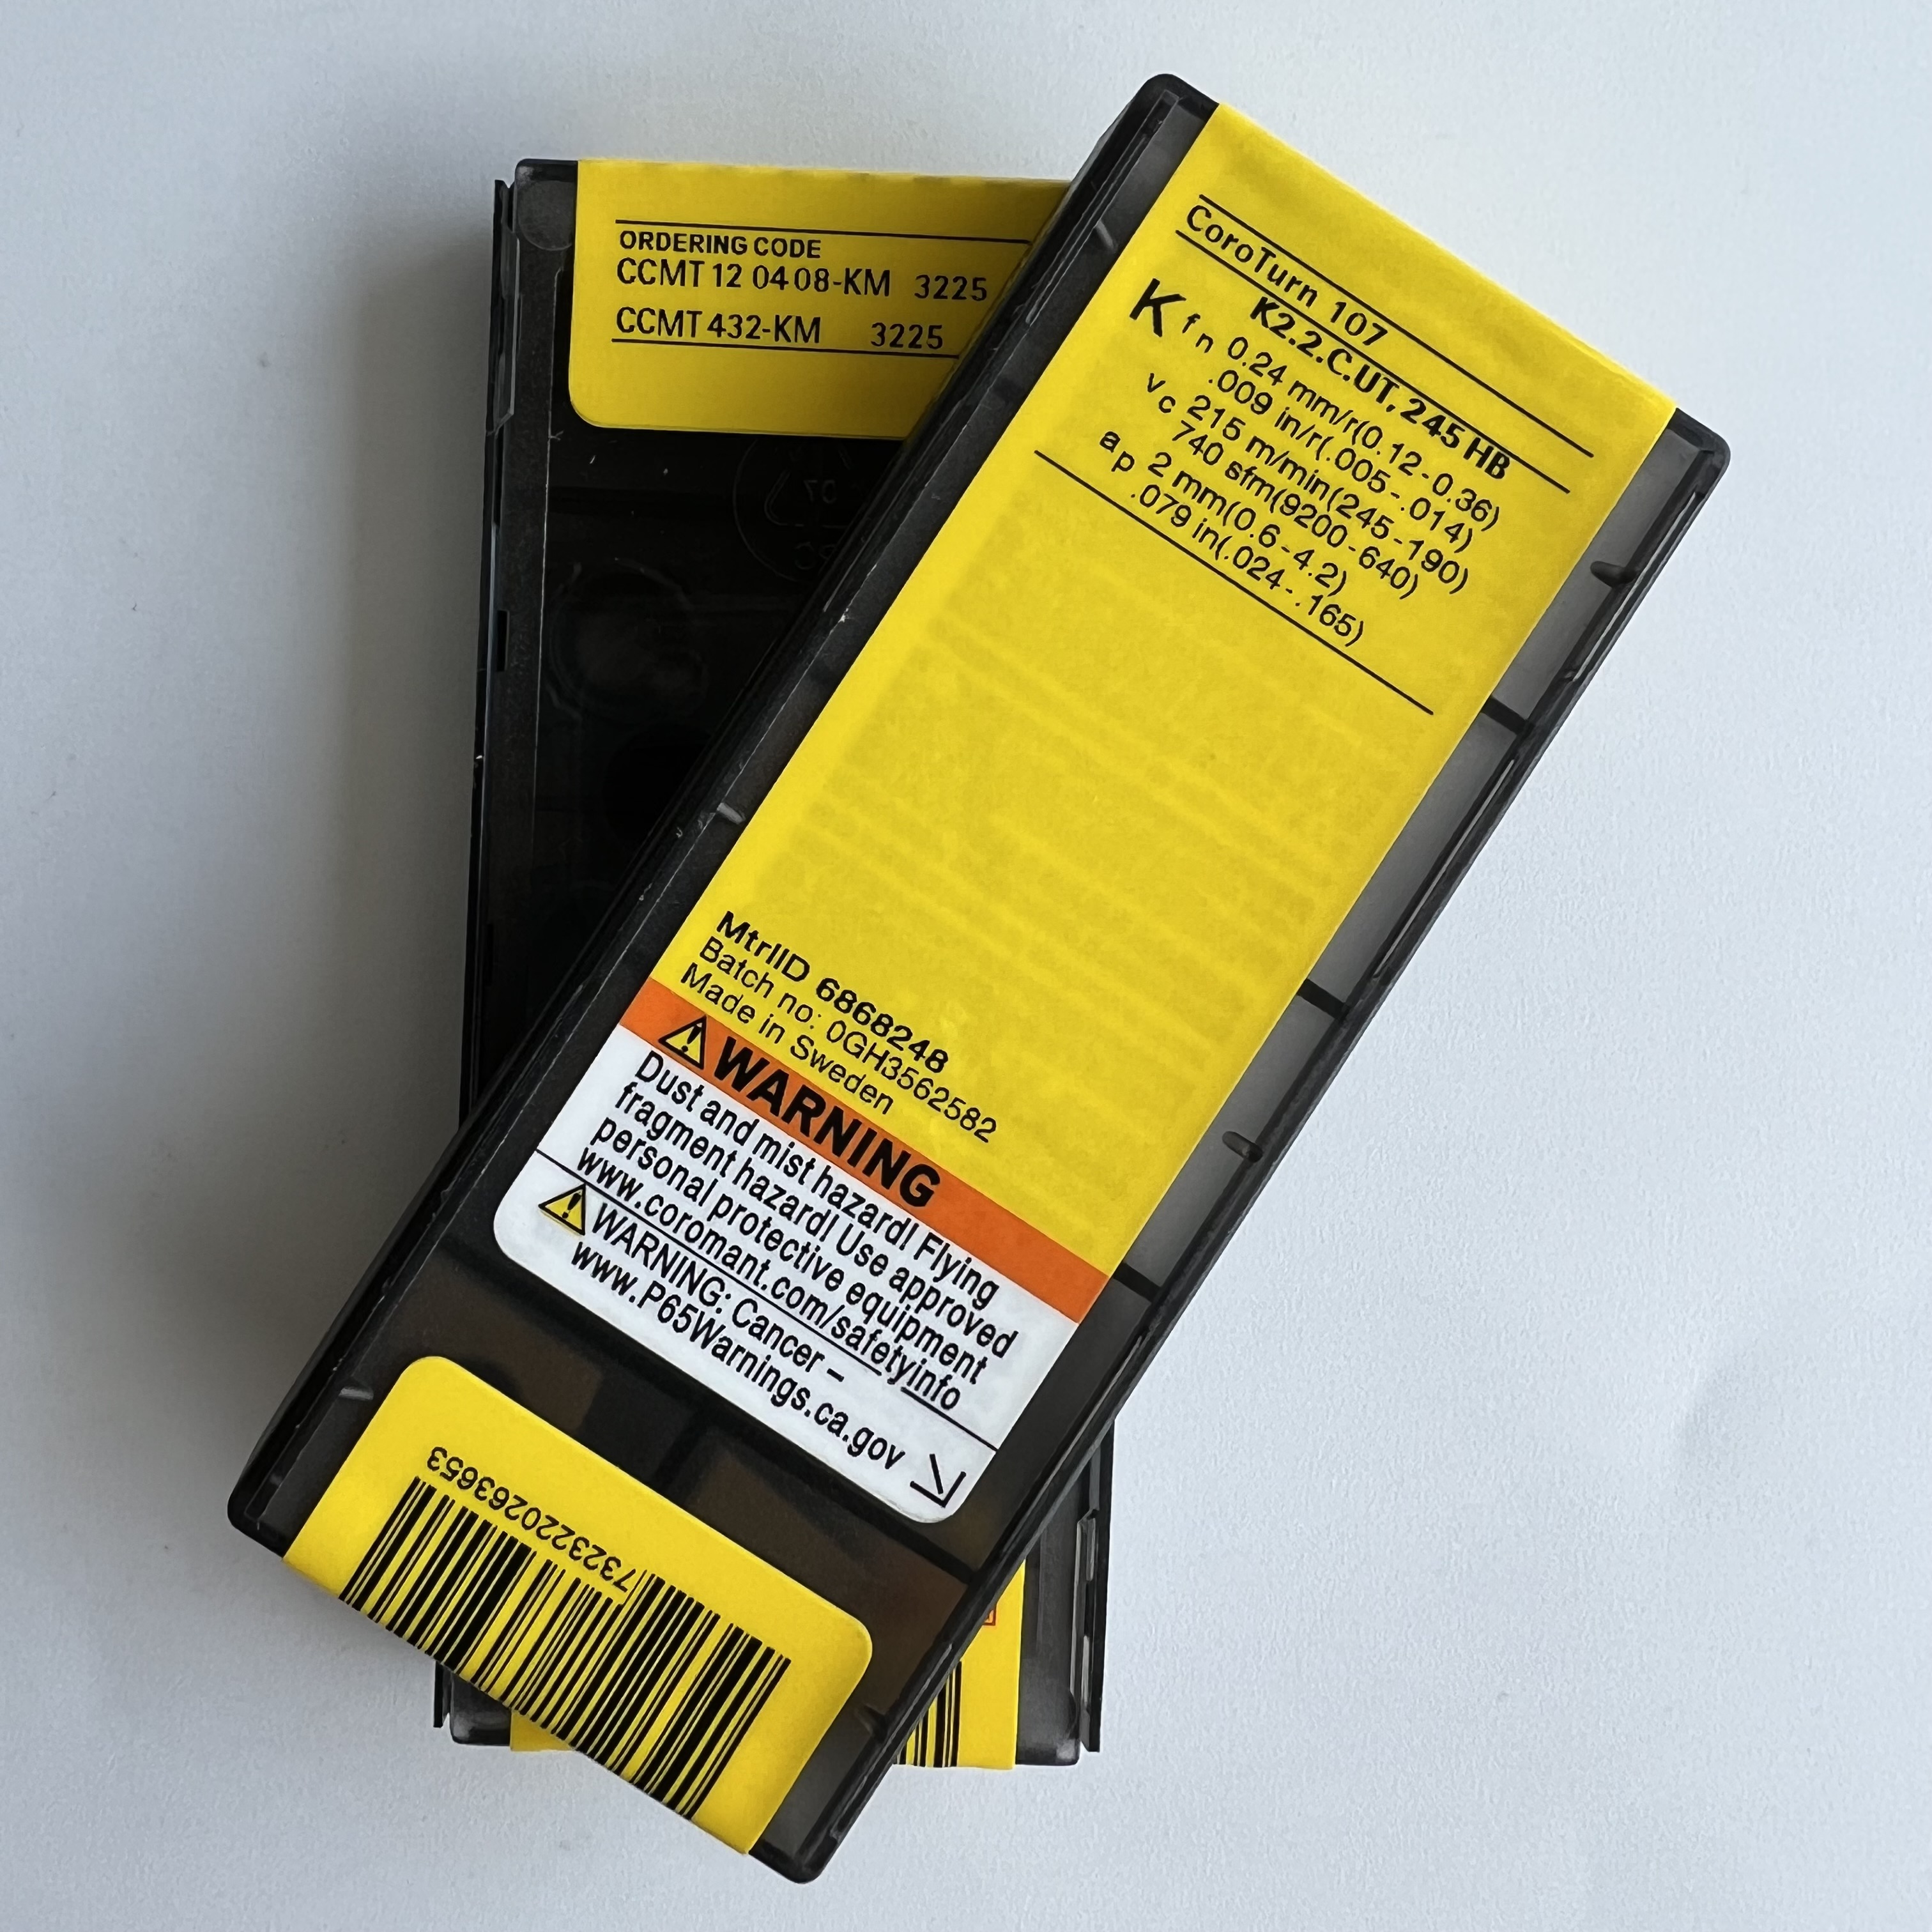 ORDERING CODE
CCMT 12 04 08-KM 3225
CCMT 432-KM 3225
CoroTurn 107
K2.2.C.UT, 245 HB
K fn 0.24 mm/r(0.12-0.36)
.009 in/r(.005-.014)
vc 215 m/min(245-190)
740 sfm(9200-640)
ap 2 mm(0.6-4.2)
.079 in(.024-.165)
MtrlID 6868248
Batch no: 0GH3562582
Made in Sweden
WARNING
Dust and mist hazard! Flying
fragment hazard! Use approved
personal protective equipment
www.coromant.com/safetyinfo
WARNING: Cancer –
www.P65Warnings.ca.gov
7323220263653